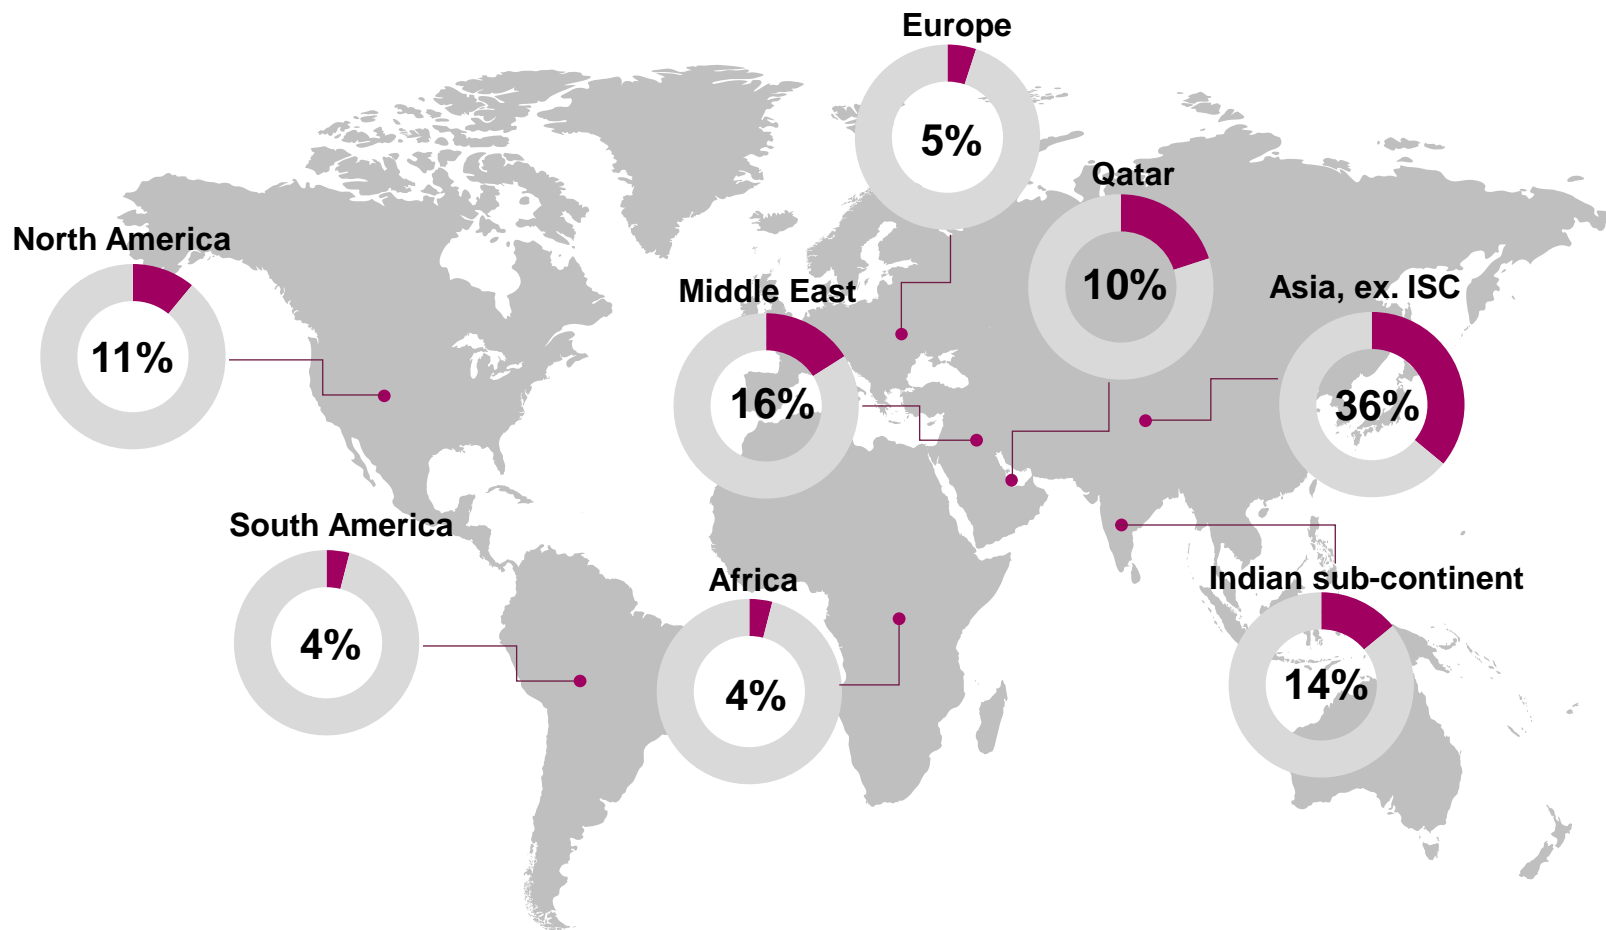 Europe
5%
Qatar
10%
North America
11%
Middle East
16%
Asia, ex. ISC
36%
South America
4%
Africa
4%
Indian sub-continent
14%